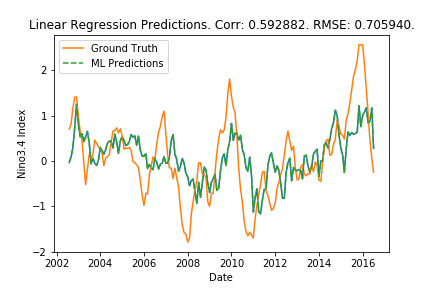 Linear Regression Predictions. Corr: 0.592882. RMSE: 0.705940.
Ground Truth
ML Predictions
Nino3.4 Index
2
1
0
−1
−2
2002 2004 2006 2008 2010 2012 2014 2016
Date